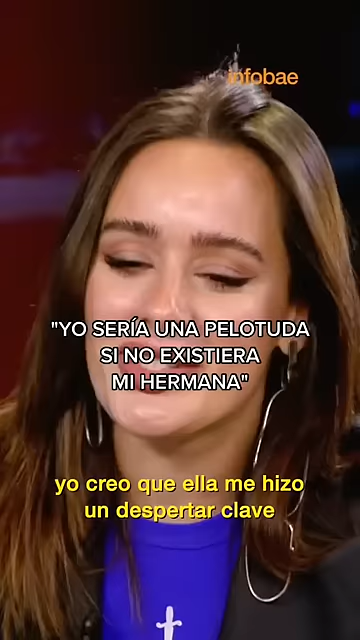 infobae
"YO SERÍA UNA PELOTUDA
SI NO EXISTIERA
MI HERMANA"
yo creo que ella me hizo
un despertar clave